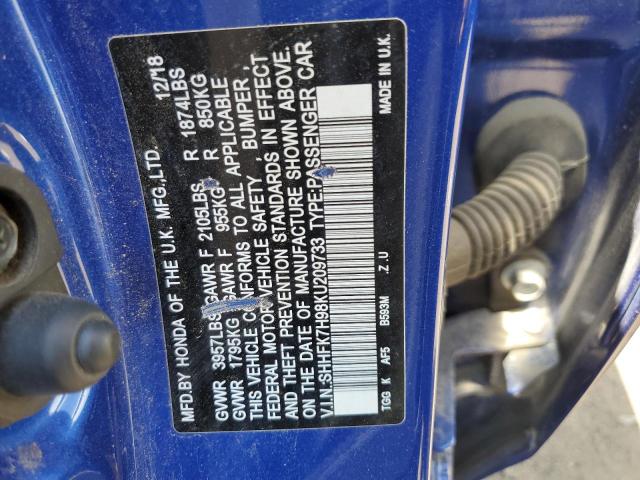 MFD.BY HONDA OF THE U.K. MFG.,LTD. 12/18
GVWR 3957LBS GAWR F 2105LBS R 1874LBS
GVWR 1795KG GAWR F 955KG R 850KG
THIS VEHICLE CONFORMS TO ALL APPLICABLE
FEDERAL MOTOR VEHICLE SAFETY , BUMPER ,
AND THEFT PREVENTION STANDARDS IN EFFECT
ON THE DATE OF MANUFACTURE SHOWN ABOVE.
V.I.N:SHHFK7H98KU209733 TYPE:PASSENGER CAR
TGG K AF5 B593M .Z.U MADE IN U.K.